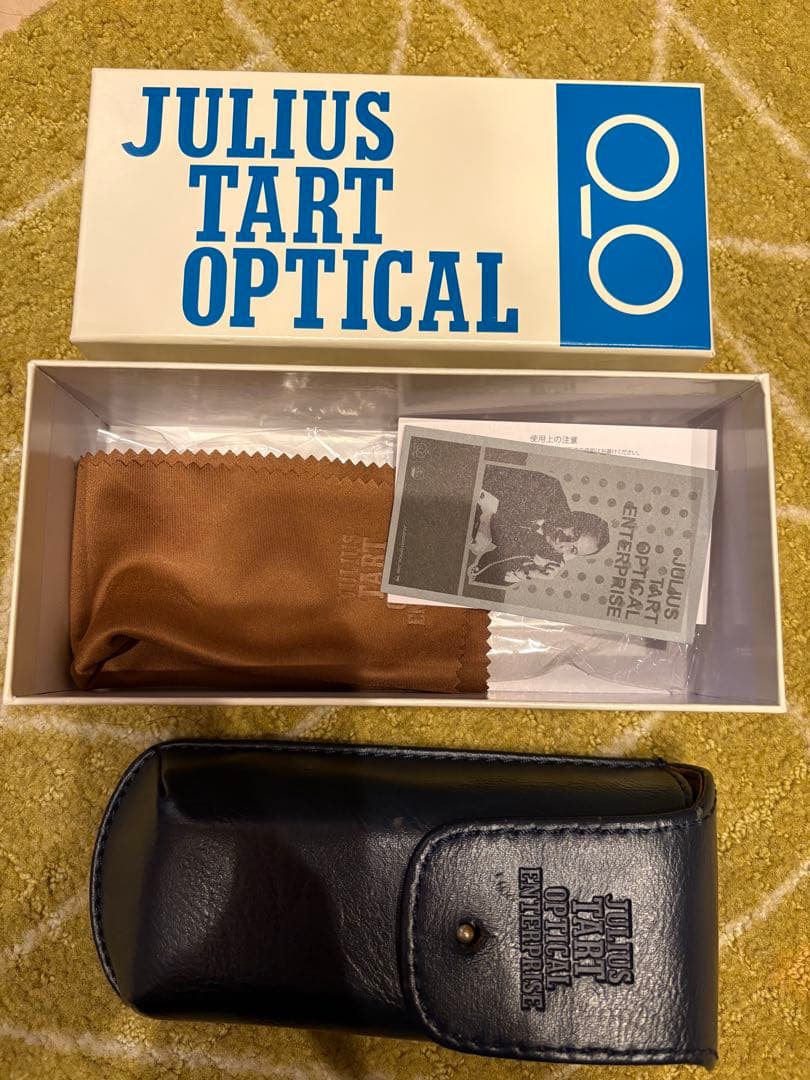 JULIUS
TART
OPTICAL
使用上の注意
JULIUS
TART
OPTICAL
ENTERPRISE
JULIUS
TART
JULIUS
TART
OPTICAL
ENTERPRISE